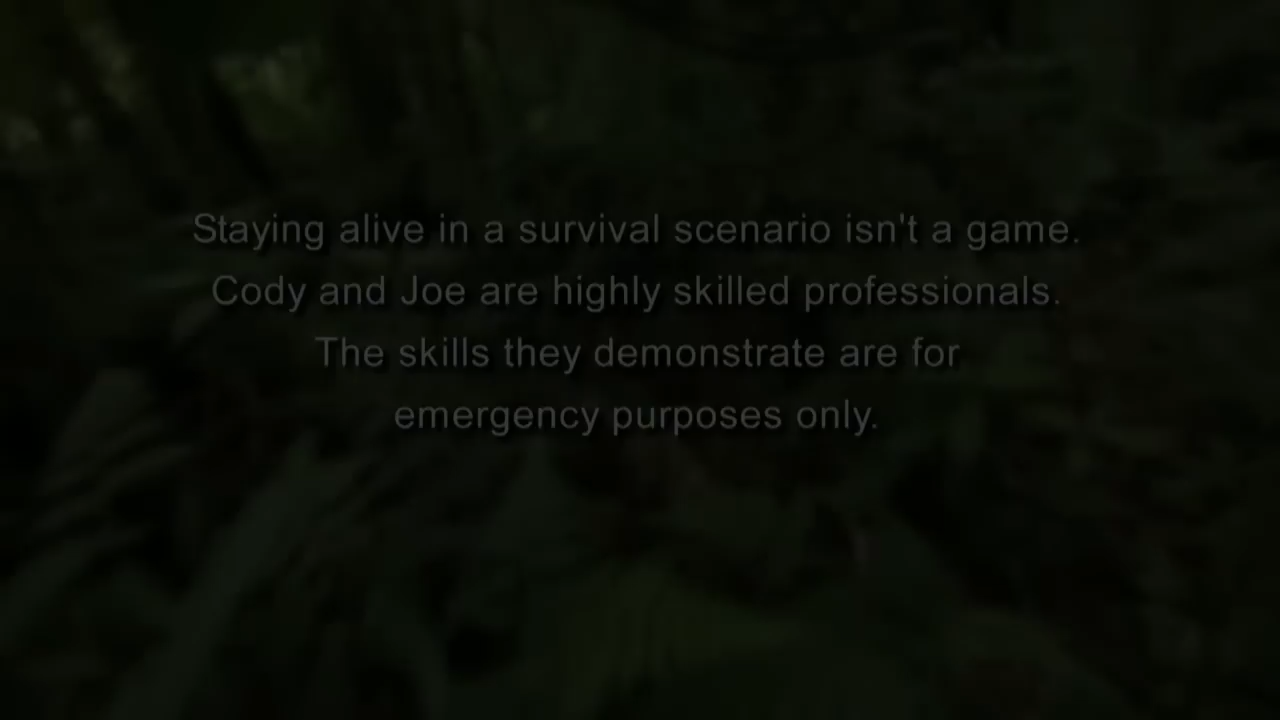 Staying alive in a survival scenario isn't a game.
Cody and Joe are highly skilled professionals.
The skills they demonstrate are for
emergency purposes only.